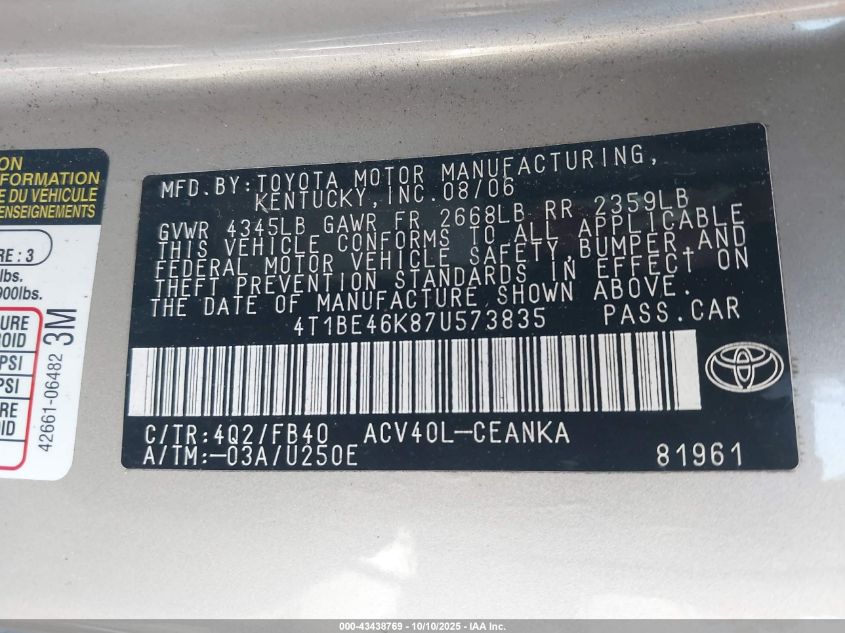 ON
FORMATION
DU VÉHICULE
ENSEIGNEMENTS
RE : 3
lbs.
900lbs.
URE
OID
PSI
PSI
RE
OID
42661-06482 3M
MFD.BY:TOYOTA MOTOR MANUFACTURING,
KENTUCKY,INC.08/06
GVWR 4345LB GAWR FR 2668LB RR 2359LB
THIS VEHICLE CONFORMS TO ALL APPLICABLE
FEDERAL MOTOR VEHICLE SAFETY,BUMPER,AND
THEFT PREVENTION STANDARDS IN EFFECT ON
THE DATE OF MANUFACTURE SHOWN ABOVE.
4T1BE46K87U573835 PASS.CAR
C/TR:4Q2/FB40 ACV40L-CEANKA
A/TM:-03A/U250E 81961
000-43438769 - 10/10/2025 - IAA Inc.